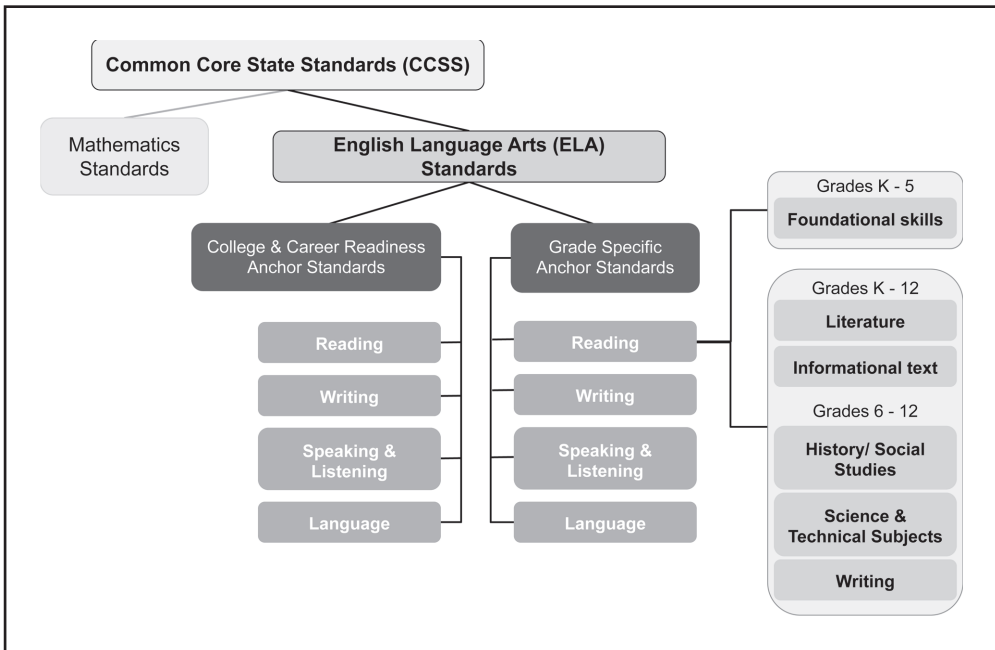 Common Core State Standards (CCSS)
Mathematics
Standards
English Language Arts (ELA)
Standards
College & Career Readiness
Anchor Standards
Reading
Writing
Speaking &
Listening
Language
Grade Specific
Anchor Standards
Reading
Writing
Speaking &
Listening
Language
Grades K - 5
Foundational skills
Grades K - 12
Literature
Informational text
Grades 6 - 12
History/ Social
Studies
Science &
Technical Subjects
Writing